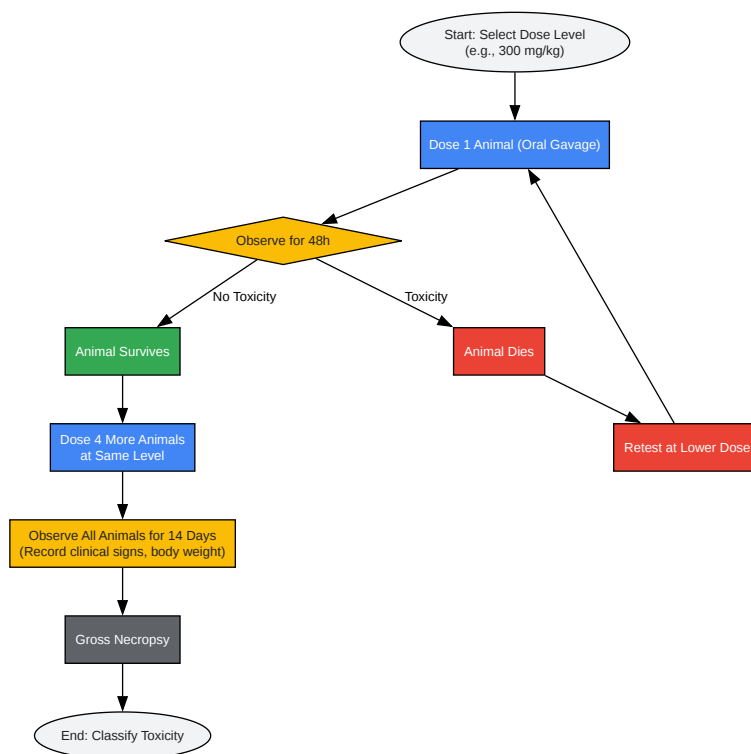 Start: Select Dose Level
(e.g., 300 mg/kg)
Dose 1 Animal (Oral Gavage)
Observe for 48h
No Toxicity
Toxicity
Animal Survives
Animal Dies
Dose 4 More Animals
at Same Level
Retest at Lower Dose
Observe All Animals for 14 Days
(Record clinical signs, body weight)
Gross Necropsy
End: Classify Toxicity